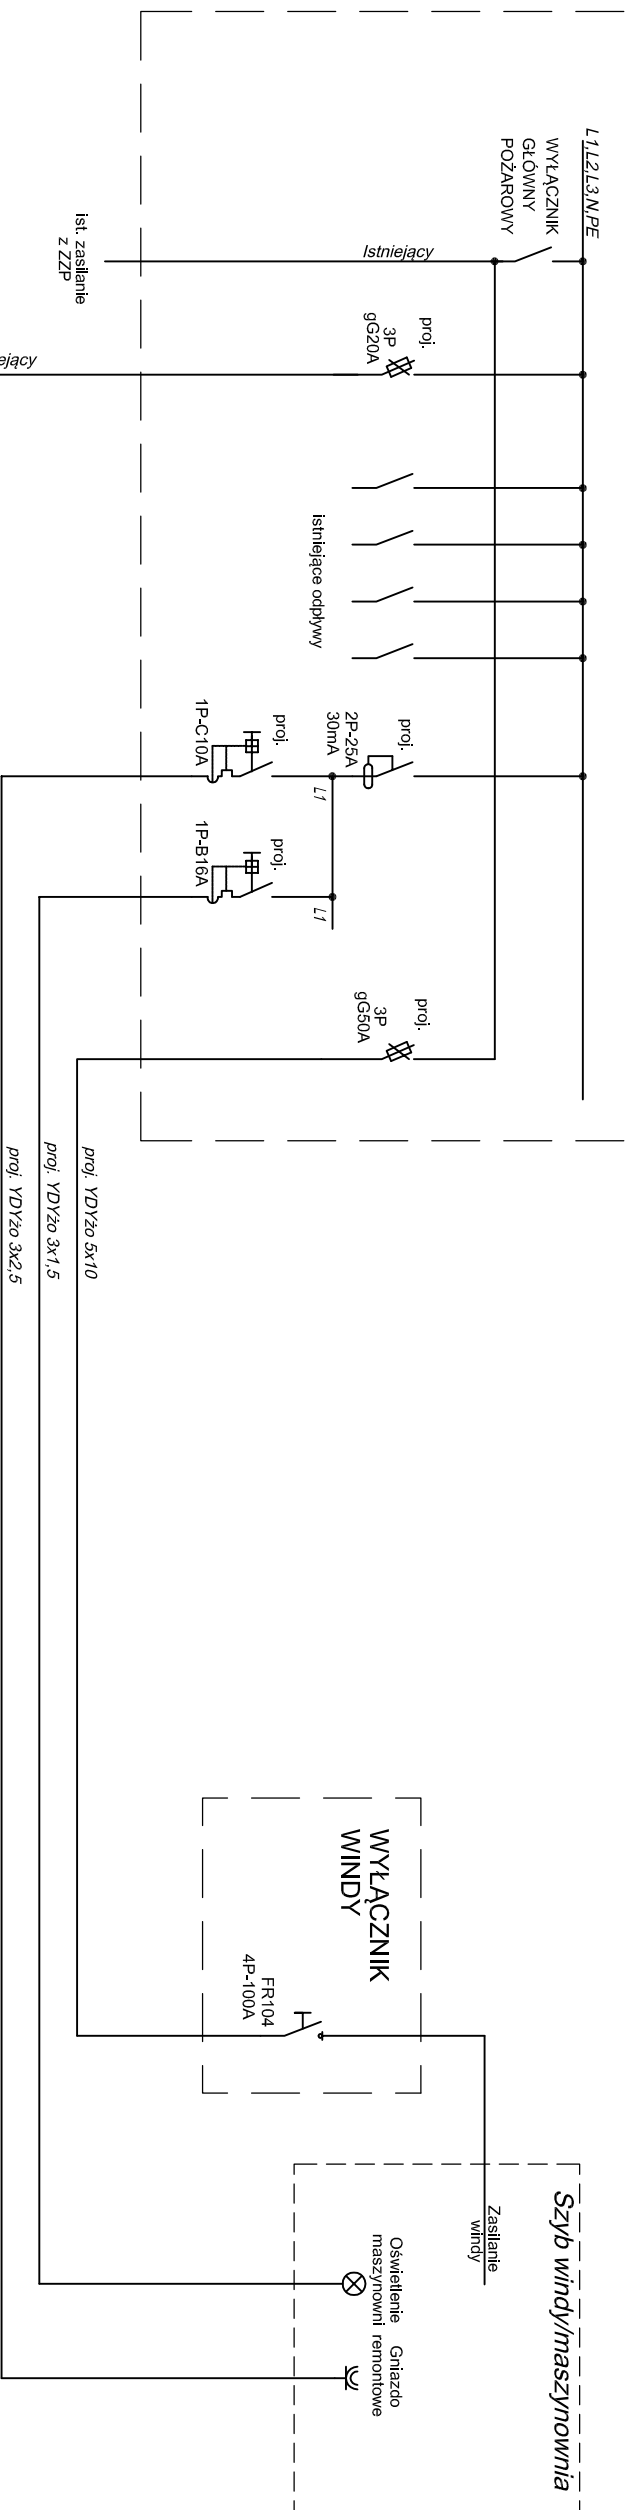 L1,L2,L3,N,PE
WYŁĄCZNIK
GŁÓWNY
POŻAROWY
Istniejący
ist. zasilanie
z ZZP
proj.
3P
gG20A
ejący
istniejące odpływy
proj.
2P-25A
30mA
L1
proj.
1P-C10A
L1
proj.
1P-B16A
proj.
3P
gG50A
proj. YDYżo 5x10
proj. YDYżo 3x1,5
proj. YDYżo 3x2,5
WYŁĄCZNIK
WINDY
FR104
4P-100A
Szyb windy/maszynownia
Zasilanie
windy
Oświetlenie
maszynowni
Gniazdo
remontowe